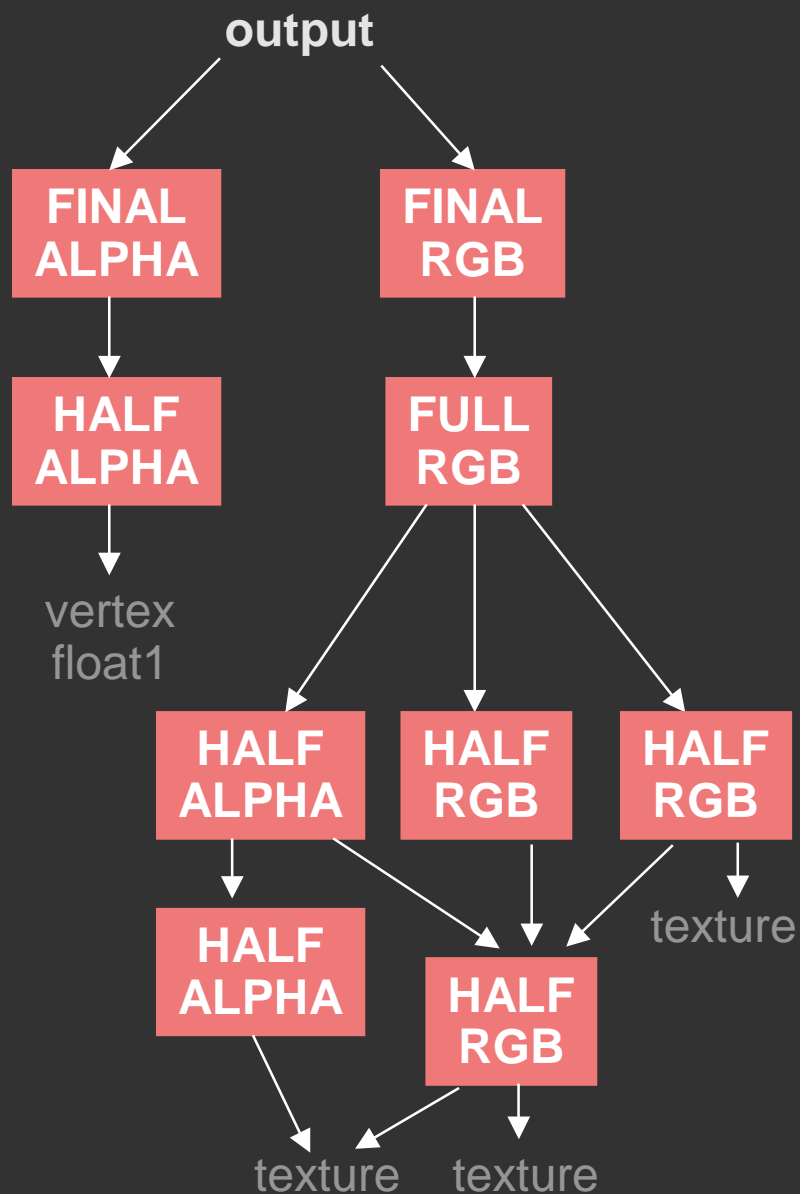 output
FINAL
ALPHA
FINAL
RGB
HALF
ALPHA
FULL
RGB
vertex
float1
HALF
ALPHA
HALF
RGB
HALF
RGB
texture
HALF
ALPHA
HALF
RGB
texture
texture